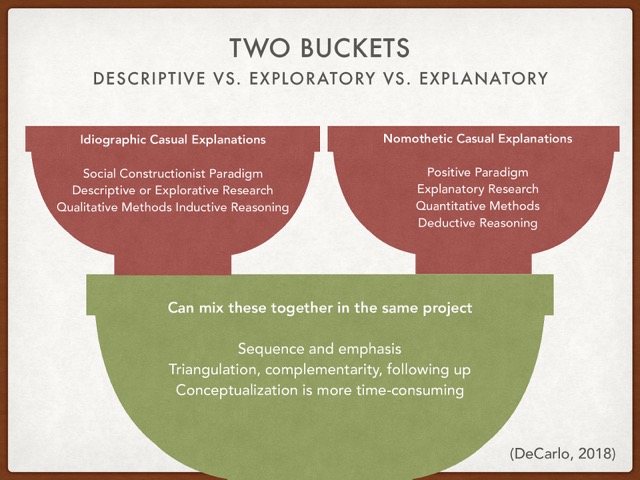 TWO BUCKETS
DESCRIPTIVE VS. EXPLORATORY VS. EXPLANATORY
Idiographic Casual Explanations
Social Constructionist Paradigm
Descriptive or Explorative Research
Qualitative Methods Inductive Reasoning
Nomothetic Casual Explanations
Positive Paradigm
Explanatory Research
Quantitative Methods
Deductive Reasoning
Can mix these together in the same project
Sequence and emphasis
Triangulation, complementarity, following up
Conceptualization is more time-consuming
(DeCarlo, 2018)